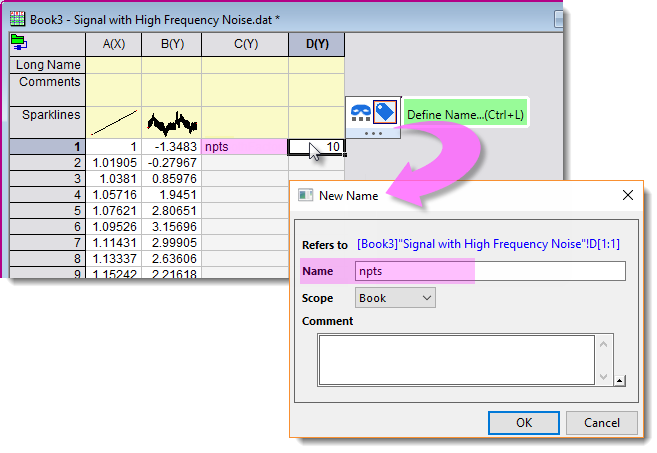 Book3 - Signal with High Frequency Noise.dat *
A(X) B(Y) C(Y) D(Y)
Long Name
Comments
Sparklines
Define Name...(Ctrl+L)
1 1 -1.3483 npts 10
2 1.01905 -0.27967
3 1.0381 0.85976
4 1.05716 1.9451
5 1.07621 2.80651
6 1.09526 3.15696
7 1.11431 2.99905
8 1.13337 2.63606
9 1.15242 2.21618
New Name
Refers to [Book3]"Signal with High Frequency Noise"!D[1:1]
Name npts
Scope Book
Comment
OK Cancel